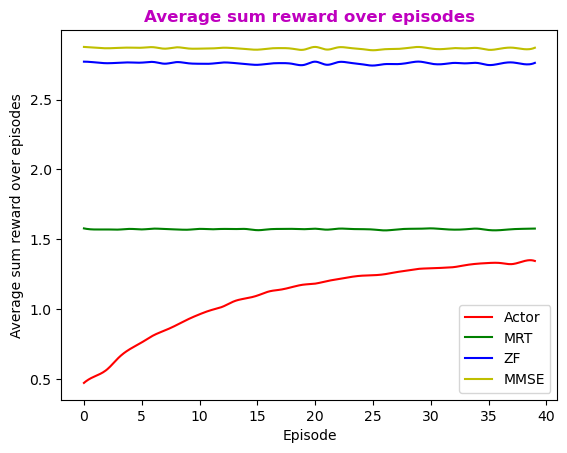 Average sum reward over episodes
Average sum reward over episodes
2.5
2.0
1.5
1.0
0.5
0 5 10 15 20 25 30 35 40
Episode
Actor
MRT
ZF
MMSE